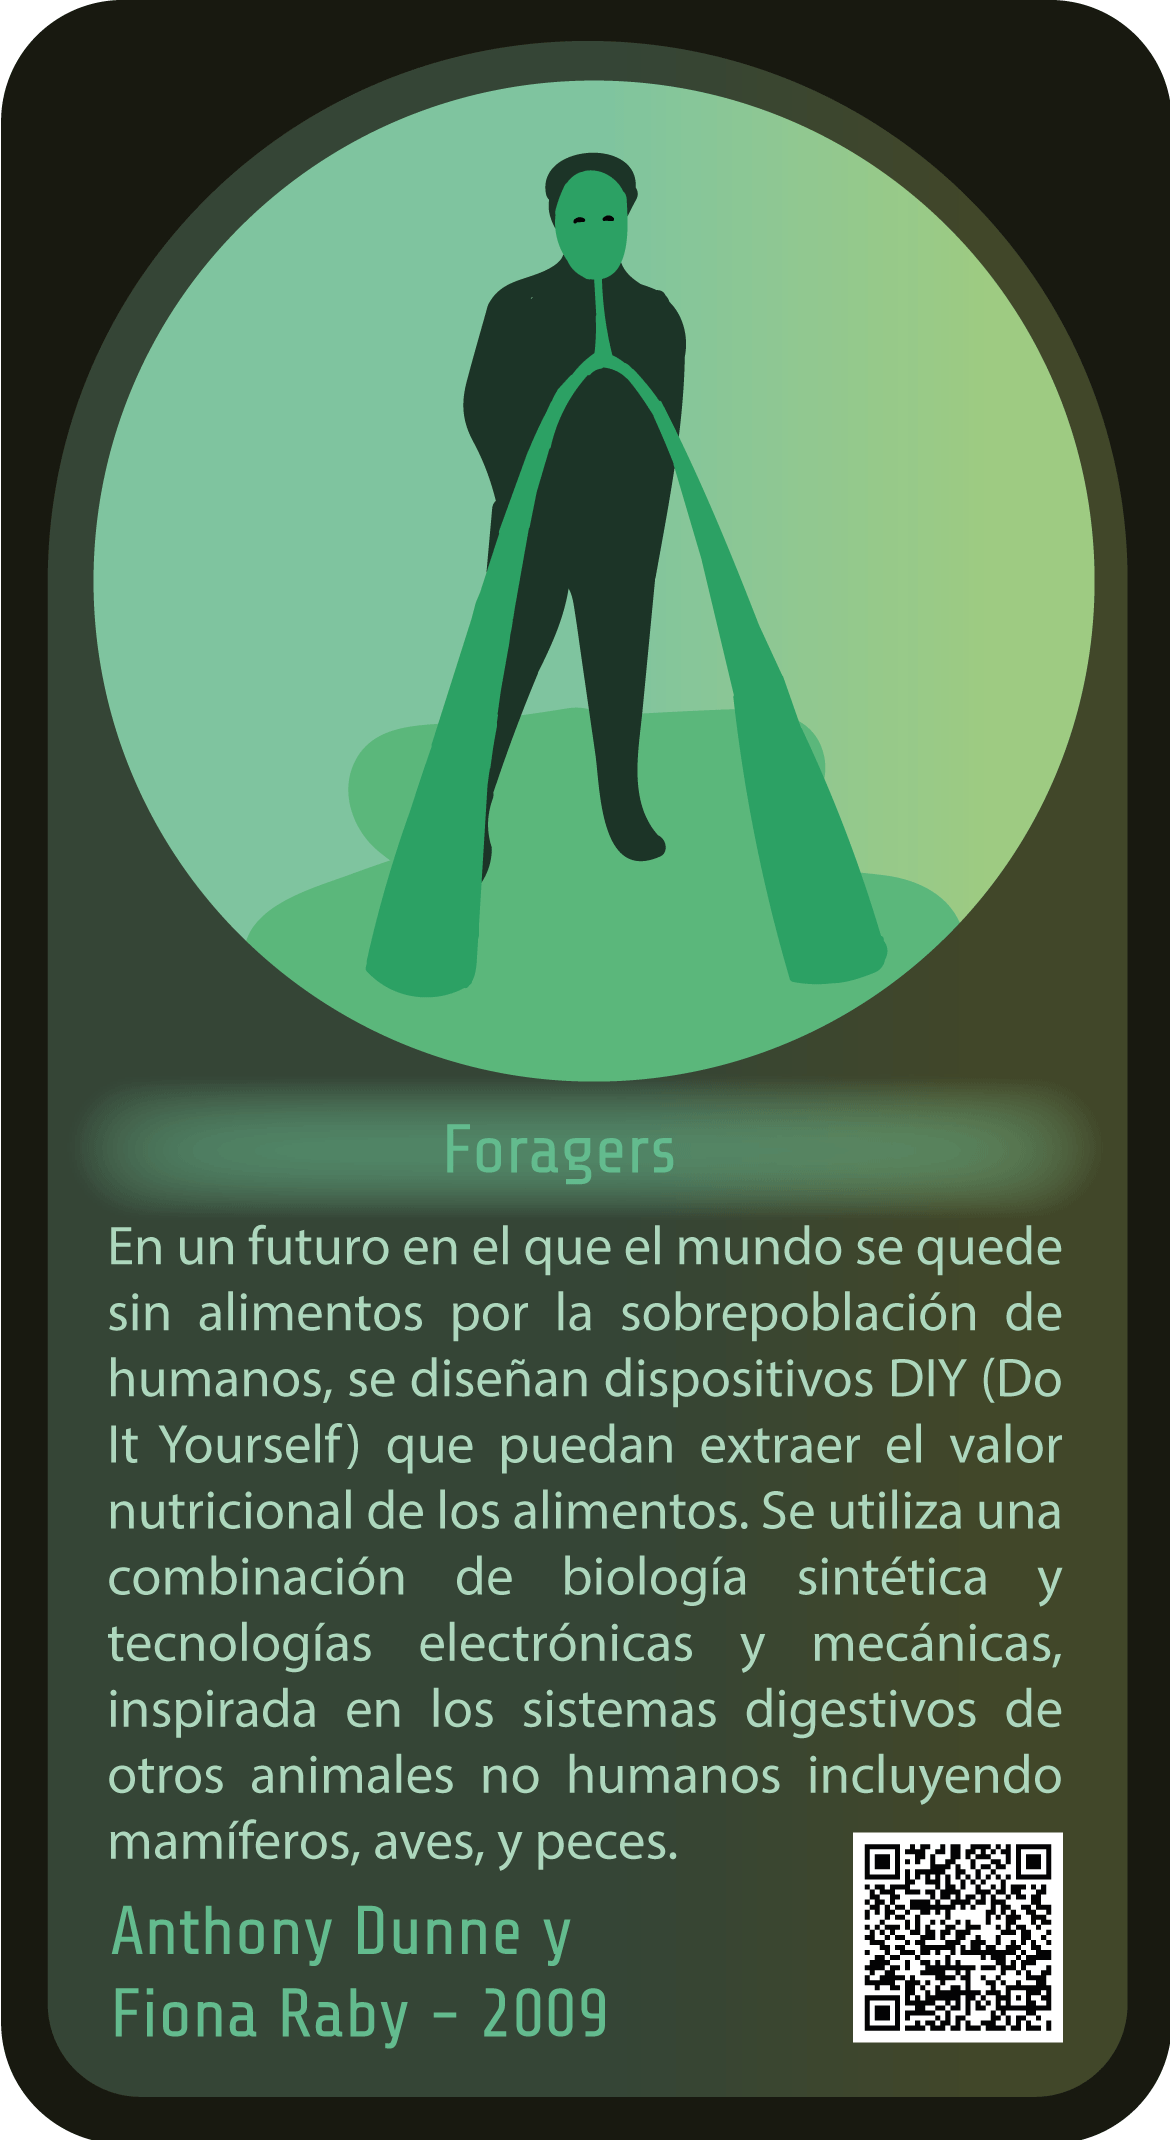 Foragers
En un futuro en el que el mundo se quede
sin alimentos por la sobrepoblación de
humanos, se diseñan dispositivos DIY (Do
It Yourself) que puedan extraer el valor
nutricional de los alimentos. Se utiliza una
combinación de biología sintética y
tecnologías electrónicas y mecánicas,
inspirada en los sistemas digestivos de
otros animales no humanos incluyendo
mamíferos, aves, y peces.
Anthony Dunne y
Fiona Raby - 2009